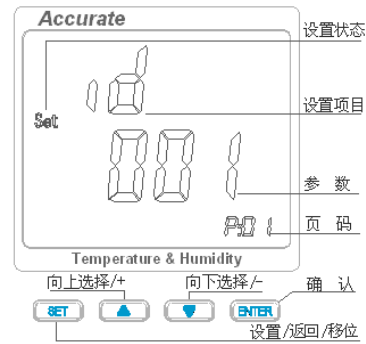 Accurate
设置状态
id
设置项目
Set
001
参 数
P:01
页 码
Temperature & Humidity
向上选择/+
向下选择/-
确 认
SET
ENTER
设置/返回/移位